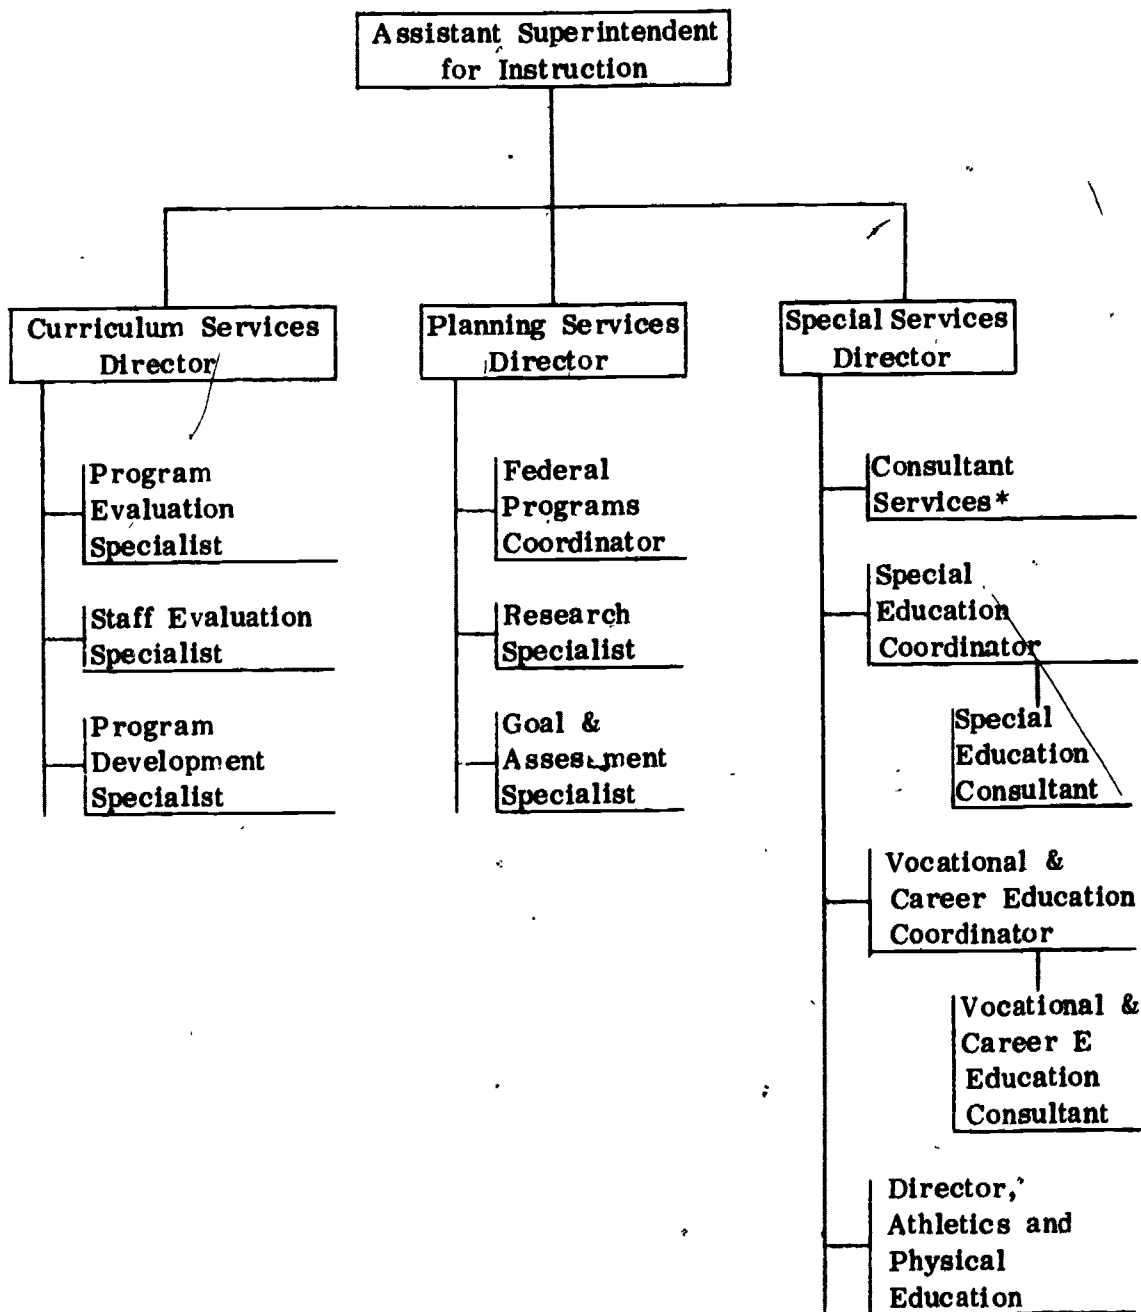 Assistant Superintendent
for Instruction
Curriculum Services
Director
Planning Services
Director
Special Services
Director
Program
Evaluation
Specialist
Staff Evaluation
Specialist
Program
Development
Specialist
Federal
Programs
Coordinator
Research
Specialist
Goal &
Assessment
Specialist
Consultant
Services*
Special
Education
Coordinator
Special
Education
Consultant
Vocational &
Career Education
Coordinator
Vocational &
Career E
Education
Consultant
Director,
Athletics and
Physical
Education